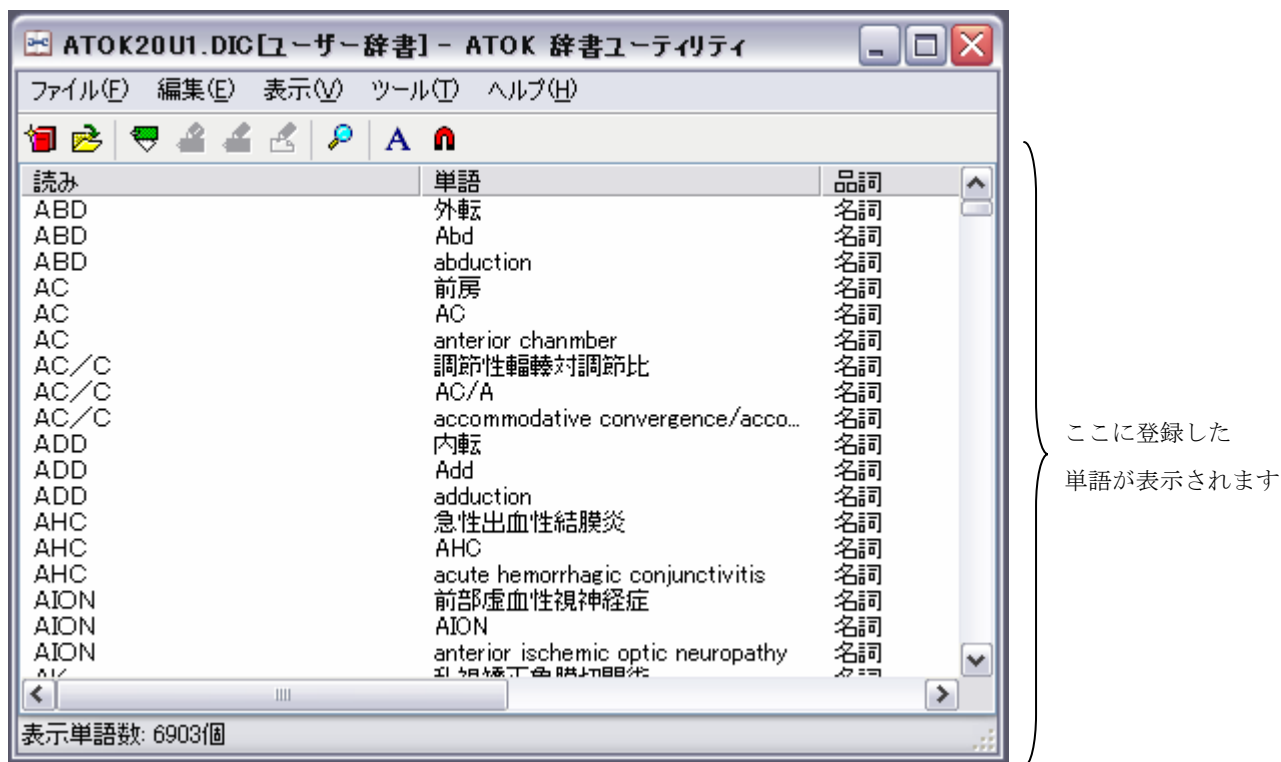 ATOK20U1.DIC[ユーザー辞書] - ATOK 辞書ユーティリティ
ファイル(F) 編集(E) 表示(V) ツール(T) ヘルプ(H)
読み 単語 品詞
ABD 外転 名詞
ABD Abd 名詞
ABD abduction 名詞
AC 前房 名詞
AC AC 名詞
AC anterior chanmber 名詞
AC/C 調節性輻輳対調節比 名詞
AC/C AC/A 名詞
AC/C accommodative convergence/acco... 名詞
ADD 内転 名詞
ADD Add 名詞
ADD adduction 名詞
AHC 急性出血性結膜炎 名詞
AHC AHC 名詞
AHC acute hemorrhagic conjunctivitis 名詞
AION 前部虚血性視神経症 名詞
AION AION 名詞
AION anterior ischemic optic neuropathy 名詞
表示単語数: 6903個
ここに登録した
単語が表示されます